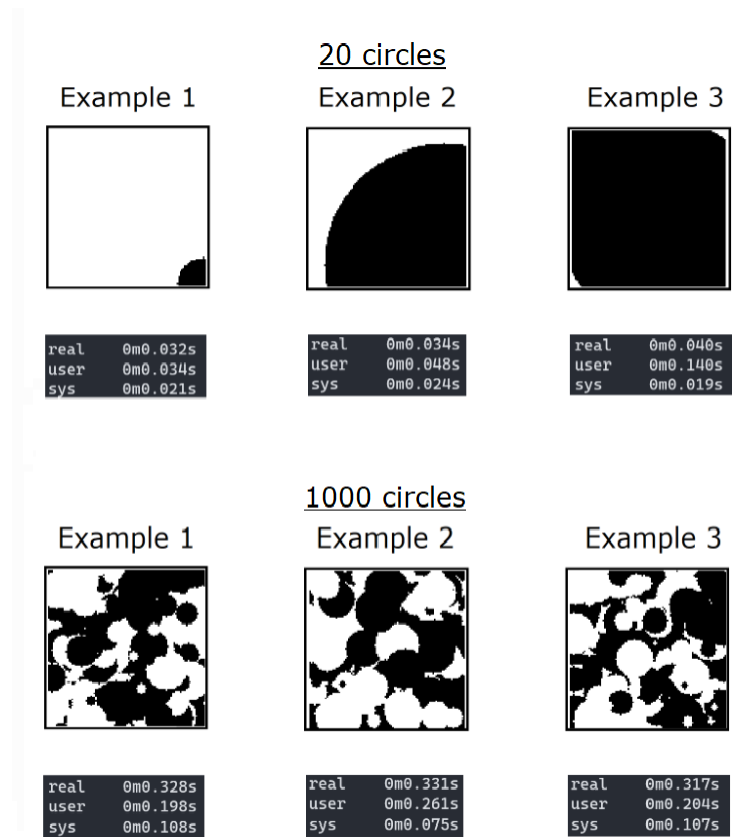 20 circles
Example 1 Example 2 Example 3
real 0m0.032s real 0m0.034s real 0m0.040s
user 0m0.034s user 0m0.048s user 0m0.140s
sys 0m0.021s sys 0m0.024s sys 0m0.019s
1000 circles
Example 1 Example 2 Example 3
real 0m0.328s real 0m0.331s real 0m0.317s
user 0m0.198s user 0m0.261s user 0m0.204s
sys 0m0.108s sys 0m0.075s sys 0m0.107s